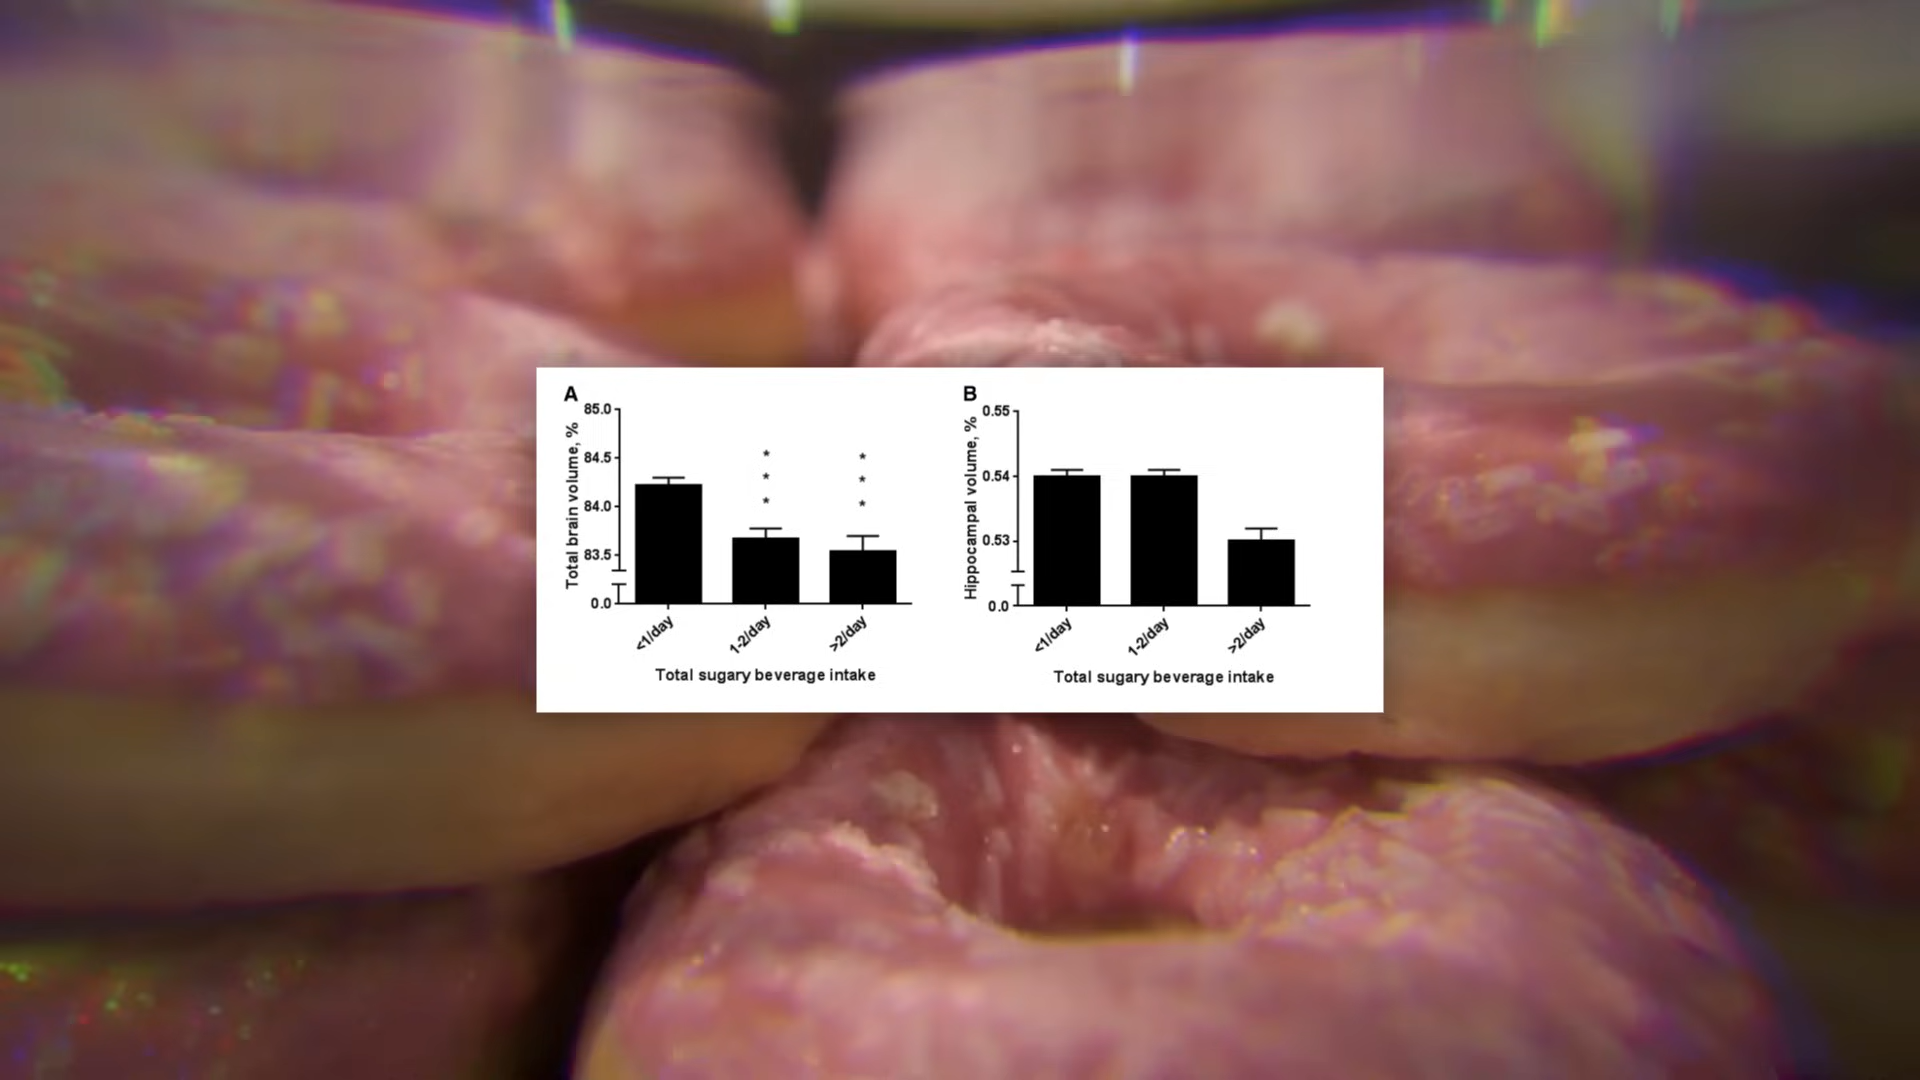 A
Total brain volume, %
85.0
84.5
84.0
83.5
0.0
* *
* *
* *
<1/day
1-2/day
>2/day
Total sugary beverage intake
B
Hippocampal volume, %
0.55
0.54
0.53
0.0
<1/day
1-2/day
>2/day
Total sugary beverage intake